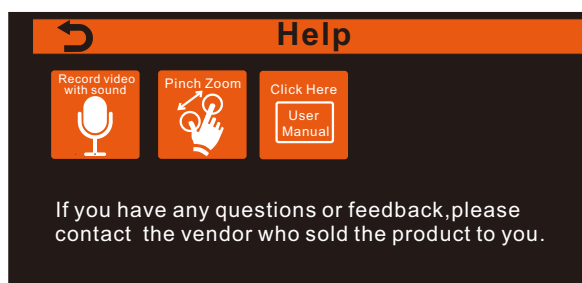 Help
Record video
with sound
Pinch Zoom
Click Here
User
Manual
If you have any questions or feedback,please
contact the vendor who sold the product to you.